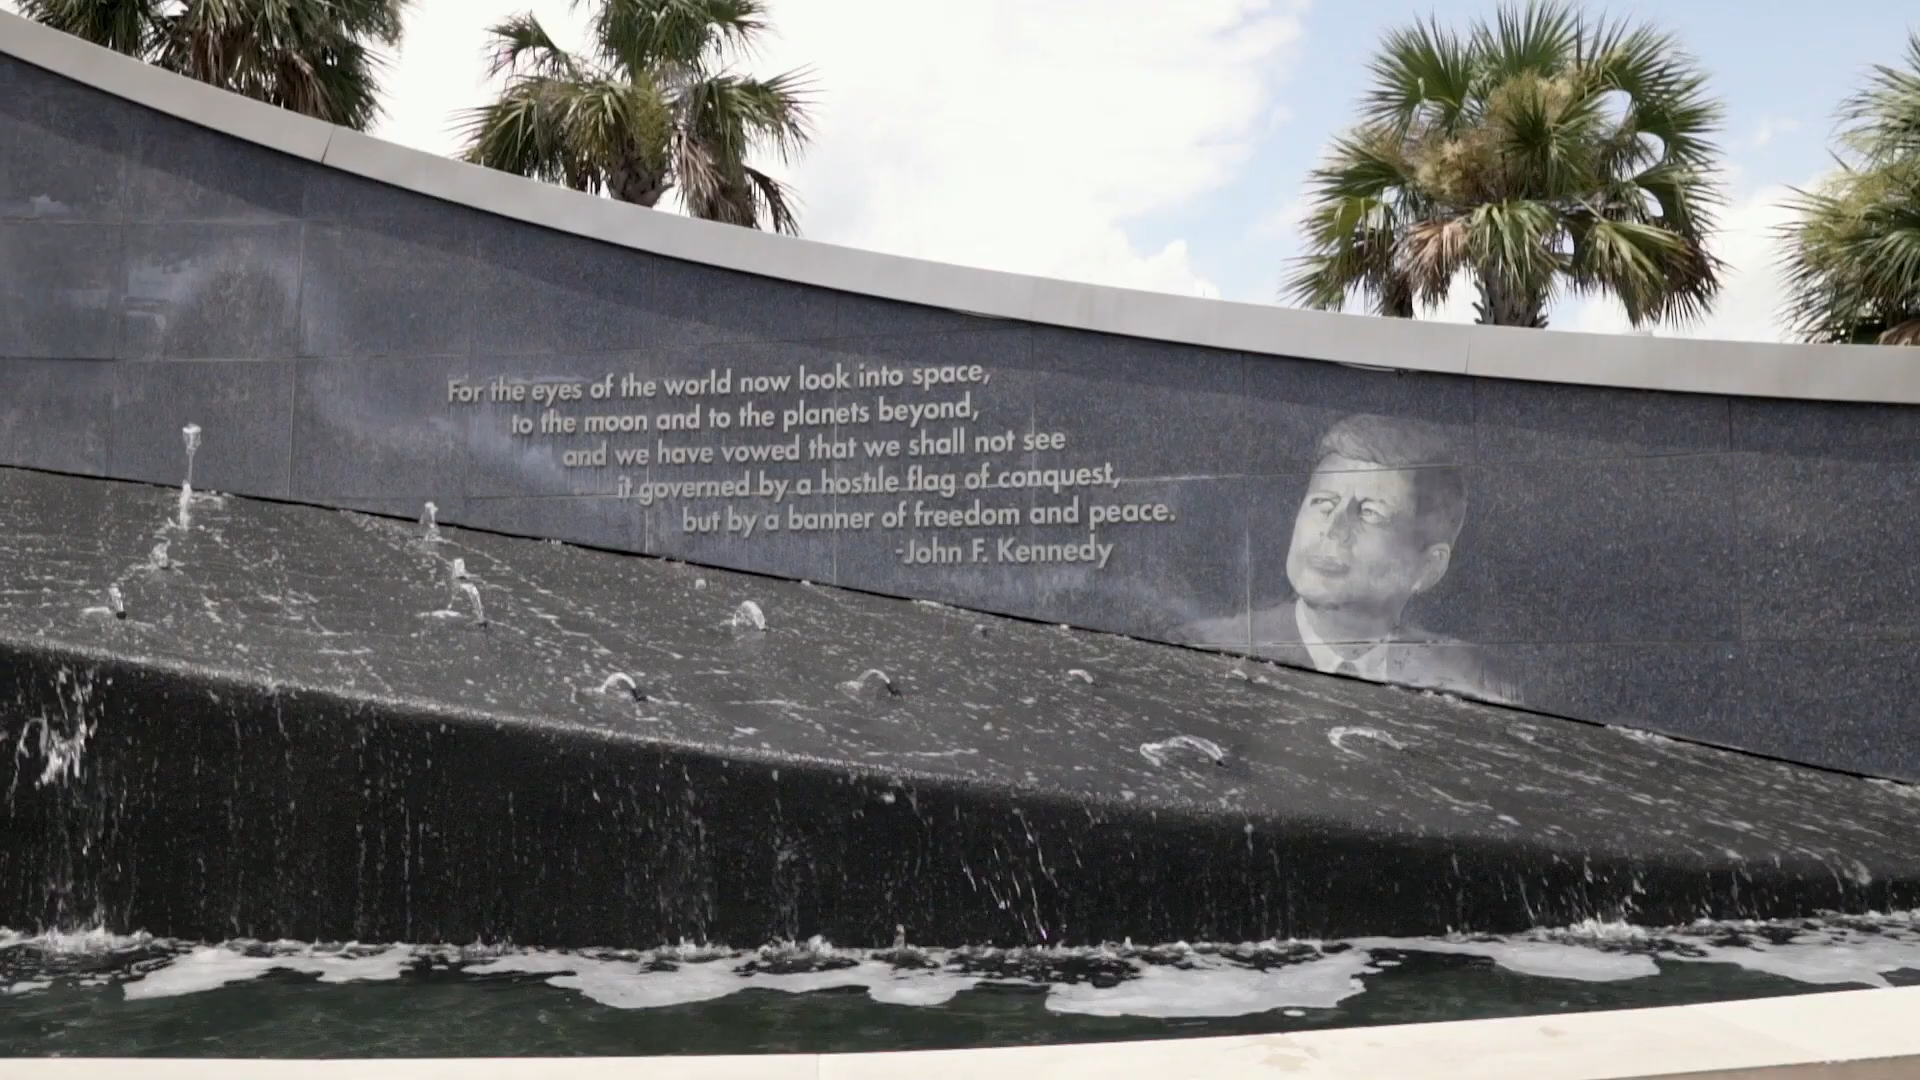 For the eyes of the world now look into space,
to the moon and to the planets beyond,
and we have vowed that we shall not see
it governed by a hostile flag of conquest,
but by a banner of freedom and peace.
-John F. Kennedy